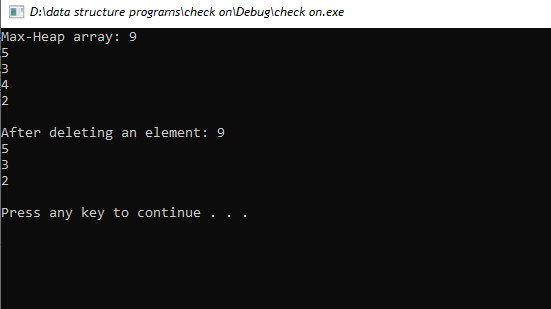 D:\data structure programs\check on\Debug\check on.exe
Max-Heap array: 9
5
3
4
2
After deleting an element: 9
5
3
2
Press any key to continue . . .